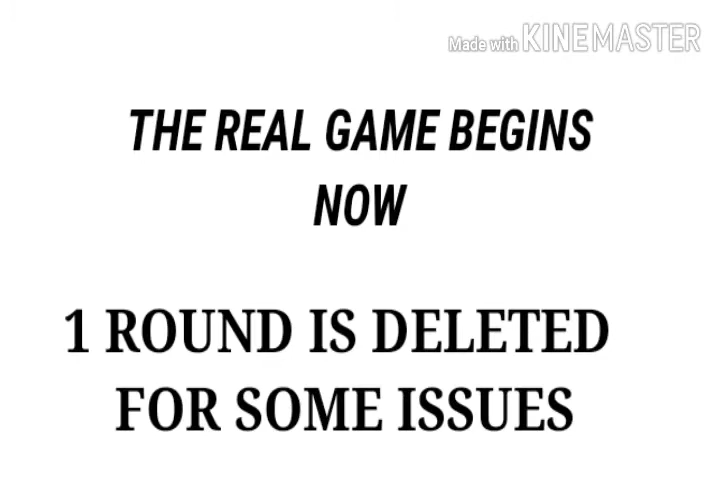 Made with KINEMASTER
THE REAL GAME BEGINS
NOW
1 ROUND IS DELETED
FOR SOME ISSUES